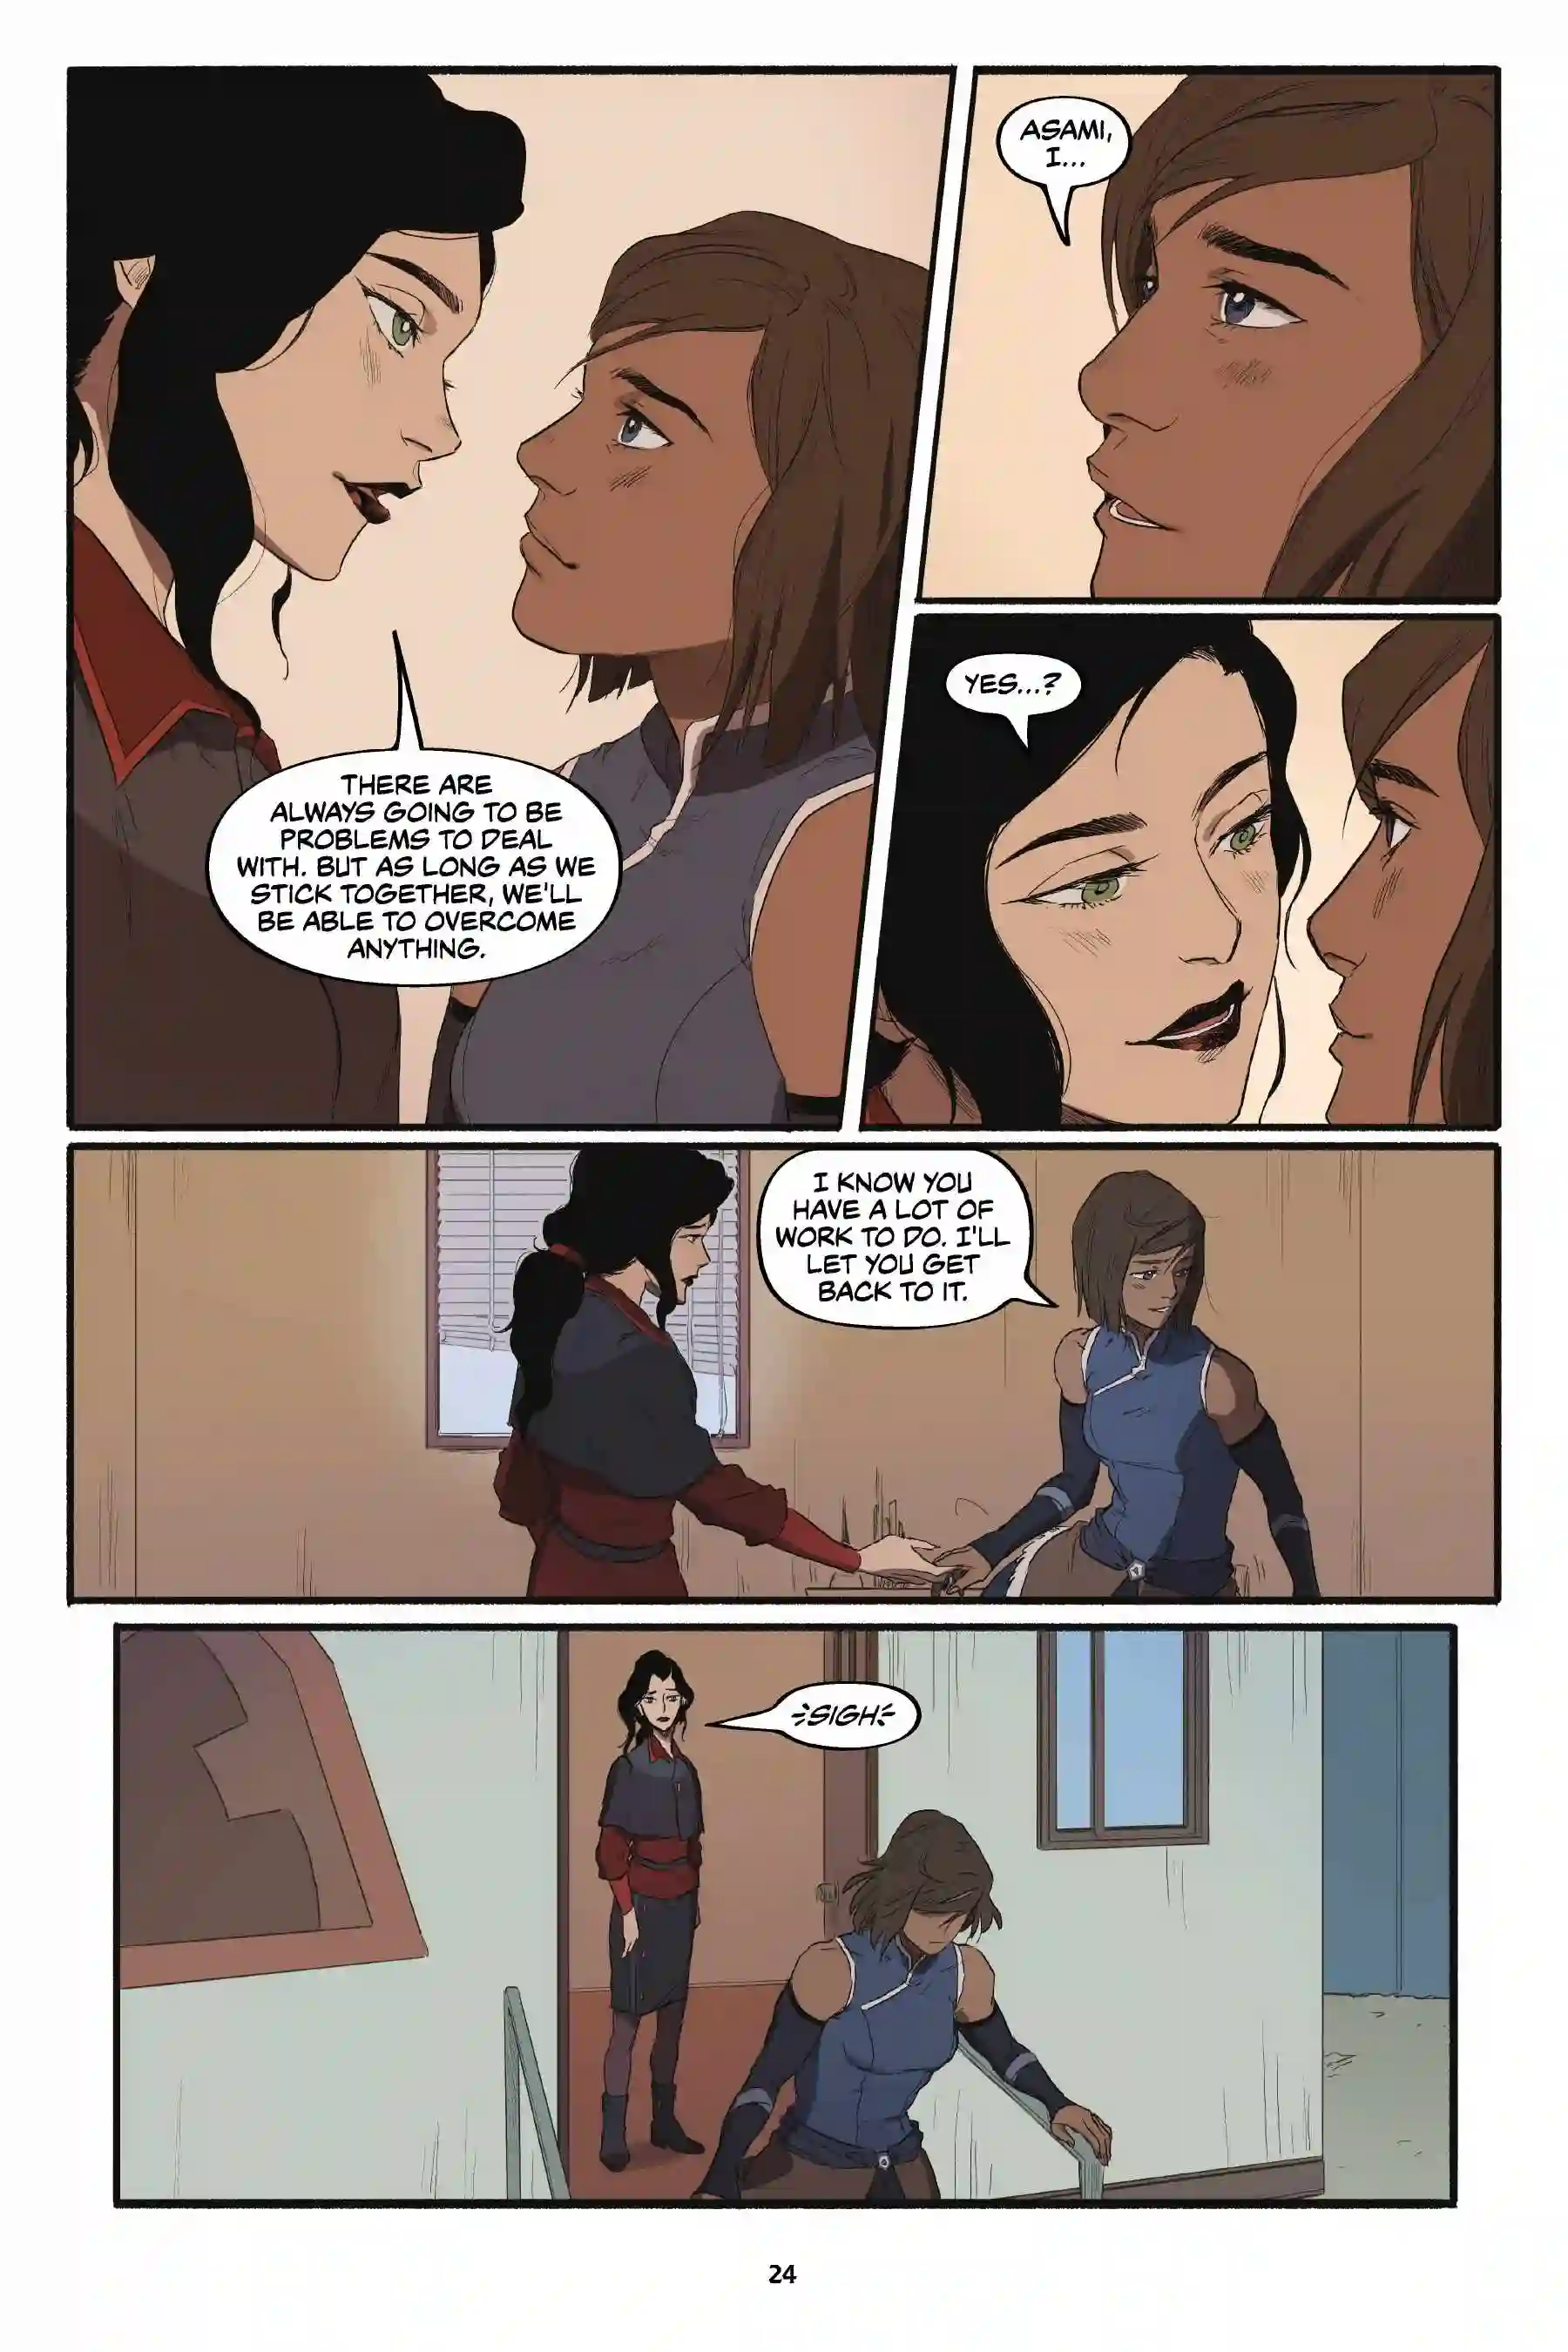 THERE ARE
ALWAYS GOING TO BE
PROBLEMS TO DEAL
WITH. BUT AS LONG AS WE
STICK TOGETHER, WE'LL
BE ABLE TO OVERCOME
ANYTHING.
ASAMI,
I...
YES...?
I KNOW YOU
HAVE A LOT OF
WORK TO DO. I'LL
LET YOU GET
BACK TO IT.
SIGH
24